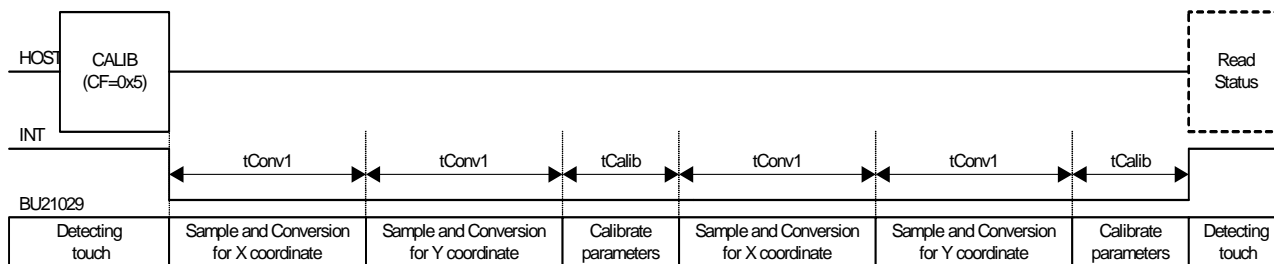 HOST
CALIB
(CF=0x5)
Read
Status
INT
tConv1
tConv1
tCalib
tConv1
tConv1
tCalib
BU21029
Detecting
touch
Sample and Conversion
for X coordinate
Sample and Conversion
for Y coordinate
Calibrate
parameters
Sample and Conversion
for X coordinate
Sample and Conversion
for Y coordinate
Calibrate
parameters
Detecting
touch